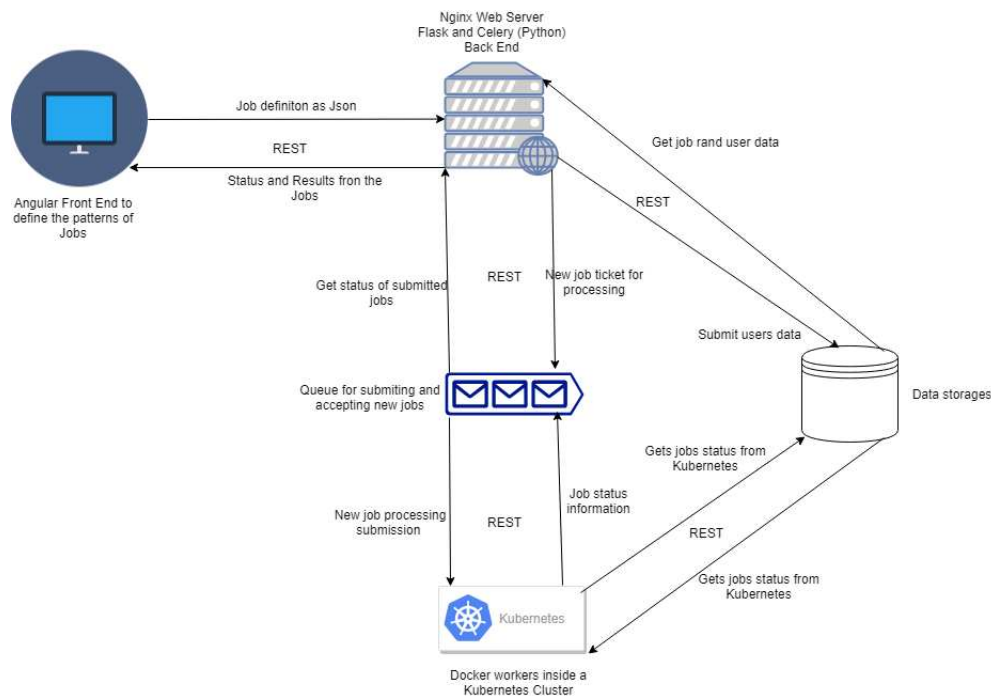 Nginx Web Server
Flask and Celery (Python)
Back End
Job definiton as Json
REST
Status and Results fron the
Jobs
Angular Front End to
define the patterns of
Jobs
Get job rand user data
REST
Get status of submitted
jobs
REST
New job ticket for
processing
Submit users data
Queue for submiting and
accepting new jobs
Data storages
Gets jobs status from
Kubernetes
New job processing
submission
REST
Job status
information
REST
Gets jobs status from
Kubernetes
Kubernetes
Docker workers inside a
Kubernetes Cluster